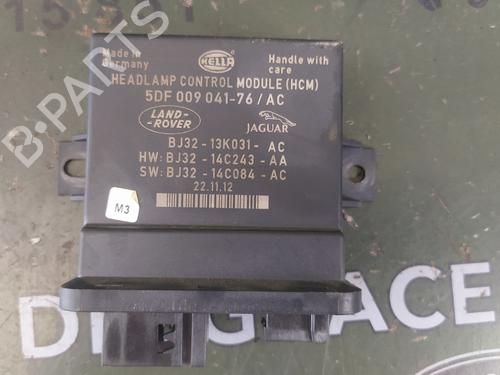 Made in
Germany
HELLA
Handle with
care
HEADLAMP CONTROL MODULE (HCM)
5DF 009 041-76 / AC
LAND-
ROVER
JAGUAR
BJ32 - 13K031 - AC
HW: BJ32 - 14C243 - AA
SW: BJ32 - 14C084 - AC
22.11.12
M3
B-PARTS